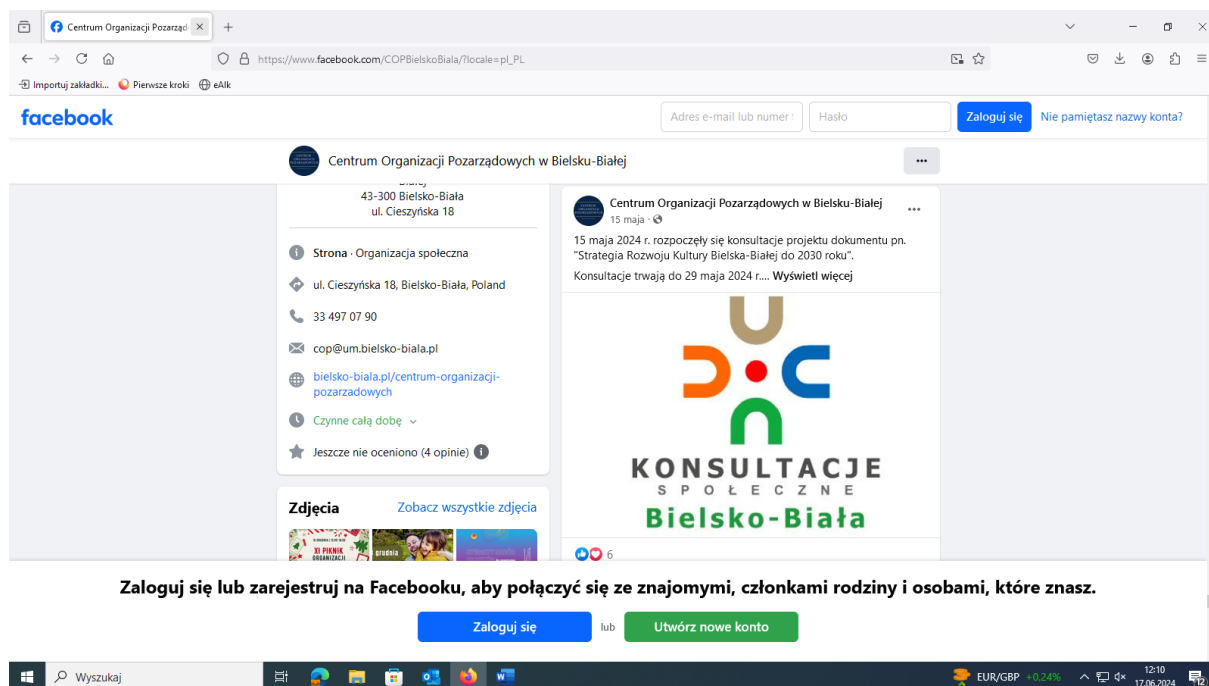 Centrum Organizacji Pozarząd
https://www.facebook.com/COPBielskoBiala/?locale=pl_PL
Importuj zakładki... Pierwsze kroki eAlk
facebook
Adres e-mail lub numer
Hasło
Zaloguj się
Nie pamiętasz nazwy konta?
Centrum Organizacji Pozarządowych w Bielsku-Białej
43-300 Bielsko-Biała
ul. Cieszyńska 18
Strona · Organizacja społeczna
ul. Cieszyńska 18, Bielsko-Biała, Poland
33 497 07 90
cop@um.bielsko-biala.pl
bielsko-biala.pl/centrum-organizacji-
pozarzadowych
Czynne całą dobę
Jeszcze nie oceniono (4 opinie)
Zdjęcia Zobacz wszystkie zdjęcia
XI PIKNIK
ORGANIZACJI
grudnia
Centrum Organizacji Pozarządowych w Bielsku-Białej
15 maja ·
15 maja 2024 r. rozpoczęły się konsultacje projektu dokumentu pn.
"Strategia Rozwoju Kultury Bielska-Białej do 2030 roku".
Konsultacje trwają do 29 maja 2024 r.... Wyświetl więcej
KONSULTACJE
SPOŁECZNE
Bielsko-Biała
6
Zaloguj się lub zarejestruj na Facebooku, aby połączyć się ze znajomymi, członkami rodziny i osobami, które znasz.
Zaloguj się lub Utwórz nowe konto
Wyszukaj
EUR/GBP +0,24%
12:10
17.06.2024
12